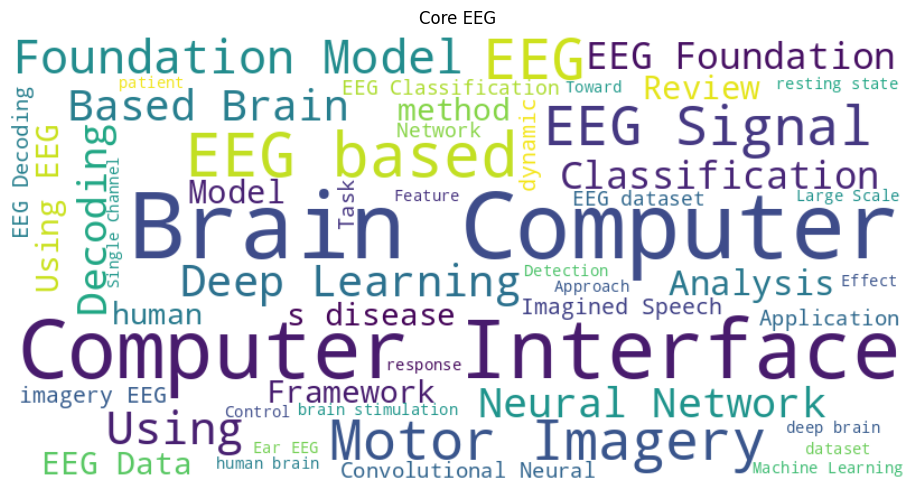 Core EEG
Foundation Model
EEG
EEG Foundation
patient
EEG Classification
Toward
Review
resting state
Based Brain
method
Network
dynamic
EEG Signal
EEG Decoding
Using EEG
Decoding
Single Channel
EEG based
Classification
Model
Task
Feature
EEG dataset
Large Scale
Brain Computer
Deep Learning
Detection
Approach
Analysis
Effect
human
s disease
Imagined Speech
Application
Computer Interface
response
imagery EEG
Framework
Neural Network
Control
brain stimulation
Using
Motor Imagery
deep brain
Ear EEG
dataset
EEG Data
human brain
Convolutional Neural
Machine Learning